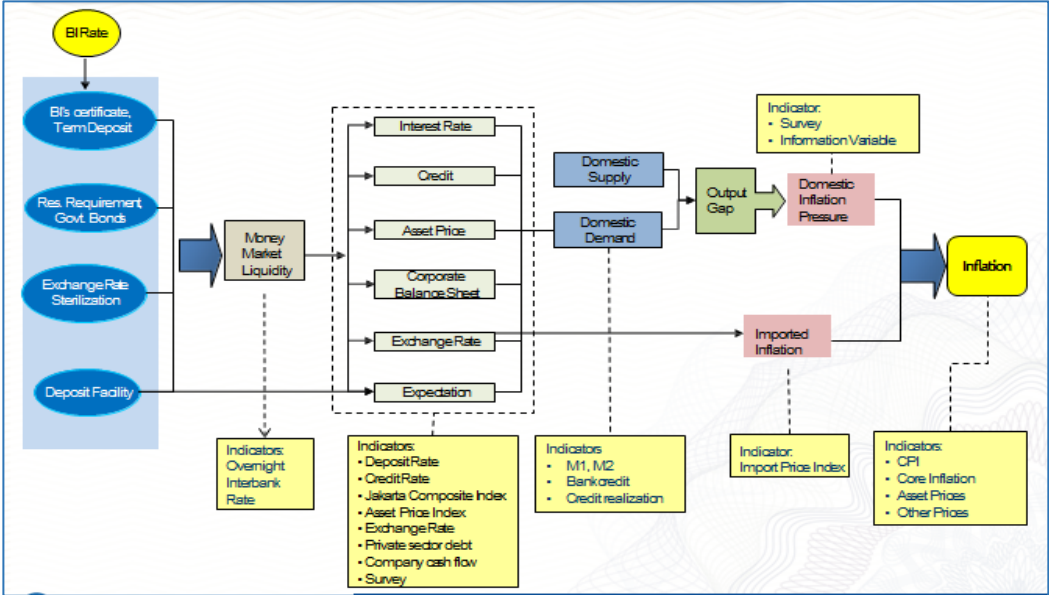 BI Rate
BI's certificate,
Term Deposit
Res. Requirement,
Govt. Bonds
Exchange Rate
Sterilization
Deposit Facility
Money
Market
Liquidity
Interest Rate
Credit
Asset Price
Corporate
Balance Sheet
Exchange Rate
Expectation
Domestic
Supply
Domestic
Demand
Output
Gap
Indicator:
• Survey
• Information Variable
Domestic
Inflation
Pressure
Imported
Inflation
Inflation
Indicators:
Overnight
Interbank
Rate
Indicators:
• Deposit Rate
• Credit Rate
• Jakarta Composite Index
• Asset Price Index
• Exchange Rate
• Private sector debt
• Company cash flow
• Survey
Indicators
• M1, M2
• Bank credit
• Credit realization
Indicator:
Import Price Index
Indicators:
• CPI
• Core Inflation
• Asset Prices
• Other Prices